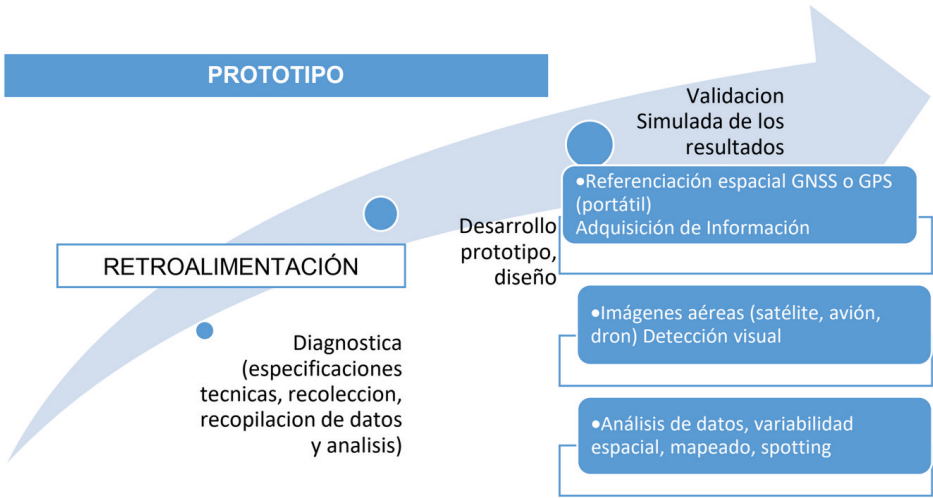 PROTOTIPO
Validacion
Simulada de los
resultados
•Referenciación espacial GNSS o GPS
(portátil)
Adquisición de Información
Desarrollo
prototipo,
diseño
RETROALIMENTACIÓN
•Imágenes aéreas (satélite, avión,
dron) Detección visual
Diagnostica
(especificaciones
tecnicas, recoleccion,
recopilacion de datos
y analisis)
•Análisis de datos, variabilidad
espacial, mapeado, spotting